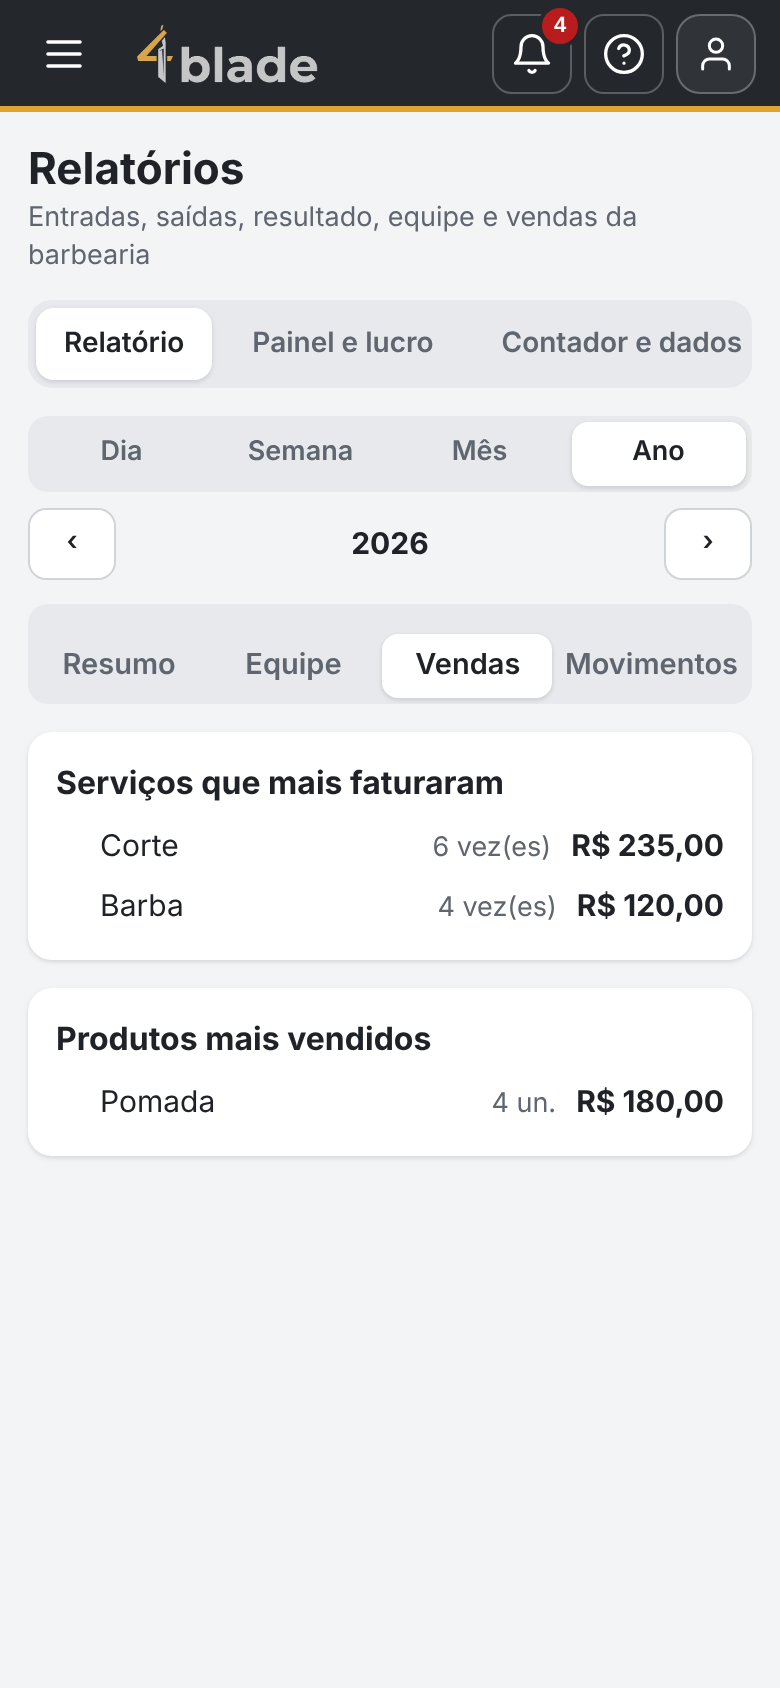 4blade
4
Relatórios
Entradas, saídas, resultado, equipe e vendas da
barbearia
Relatório Painel e lucro Contador e dados
Dia Semana Mês Ano
‹ 2026 ›
Resumo Equipe Vendas Movimentos
Serviços que mais faturaram
Corte 6 vez(es) R$ 235,00
Barba 4 vez(es) R$ 120,00
Produtos mais vendidos
Pomada 4 un. R$ 180,00